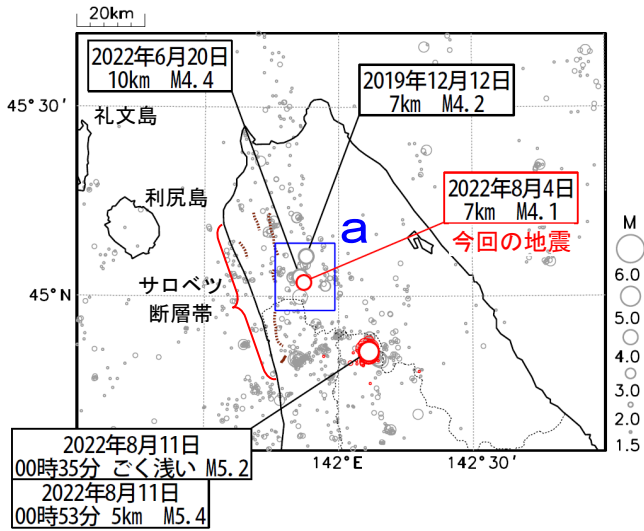 20km
2022年6月20日
10km M4.4
2019年12月12日
7km M4.2
45°30′
礼文島
利尻島
2022年8月4日
7km M4.1
今回の地震
a
サロベツ
断層帯
45°N
M
6.0
5.0
4.0
3.0
2.0
1.5
2022年8月11日
00時35分 ごく浅い M5.2
2022年8月11日
00時53分 5km M5.4
142°E
142°30′